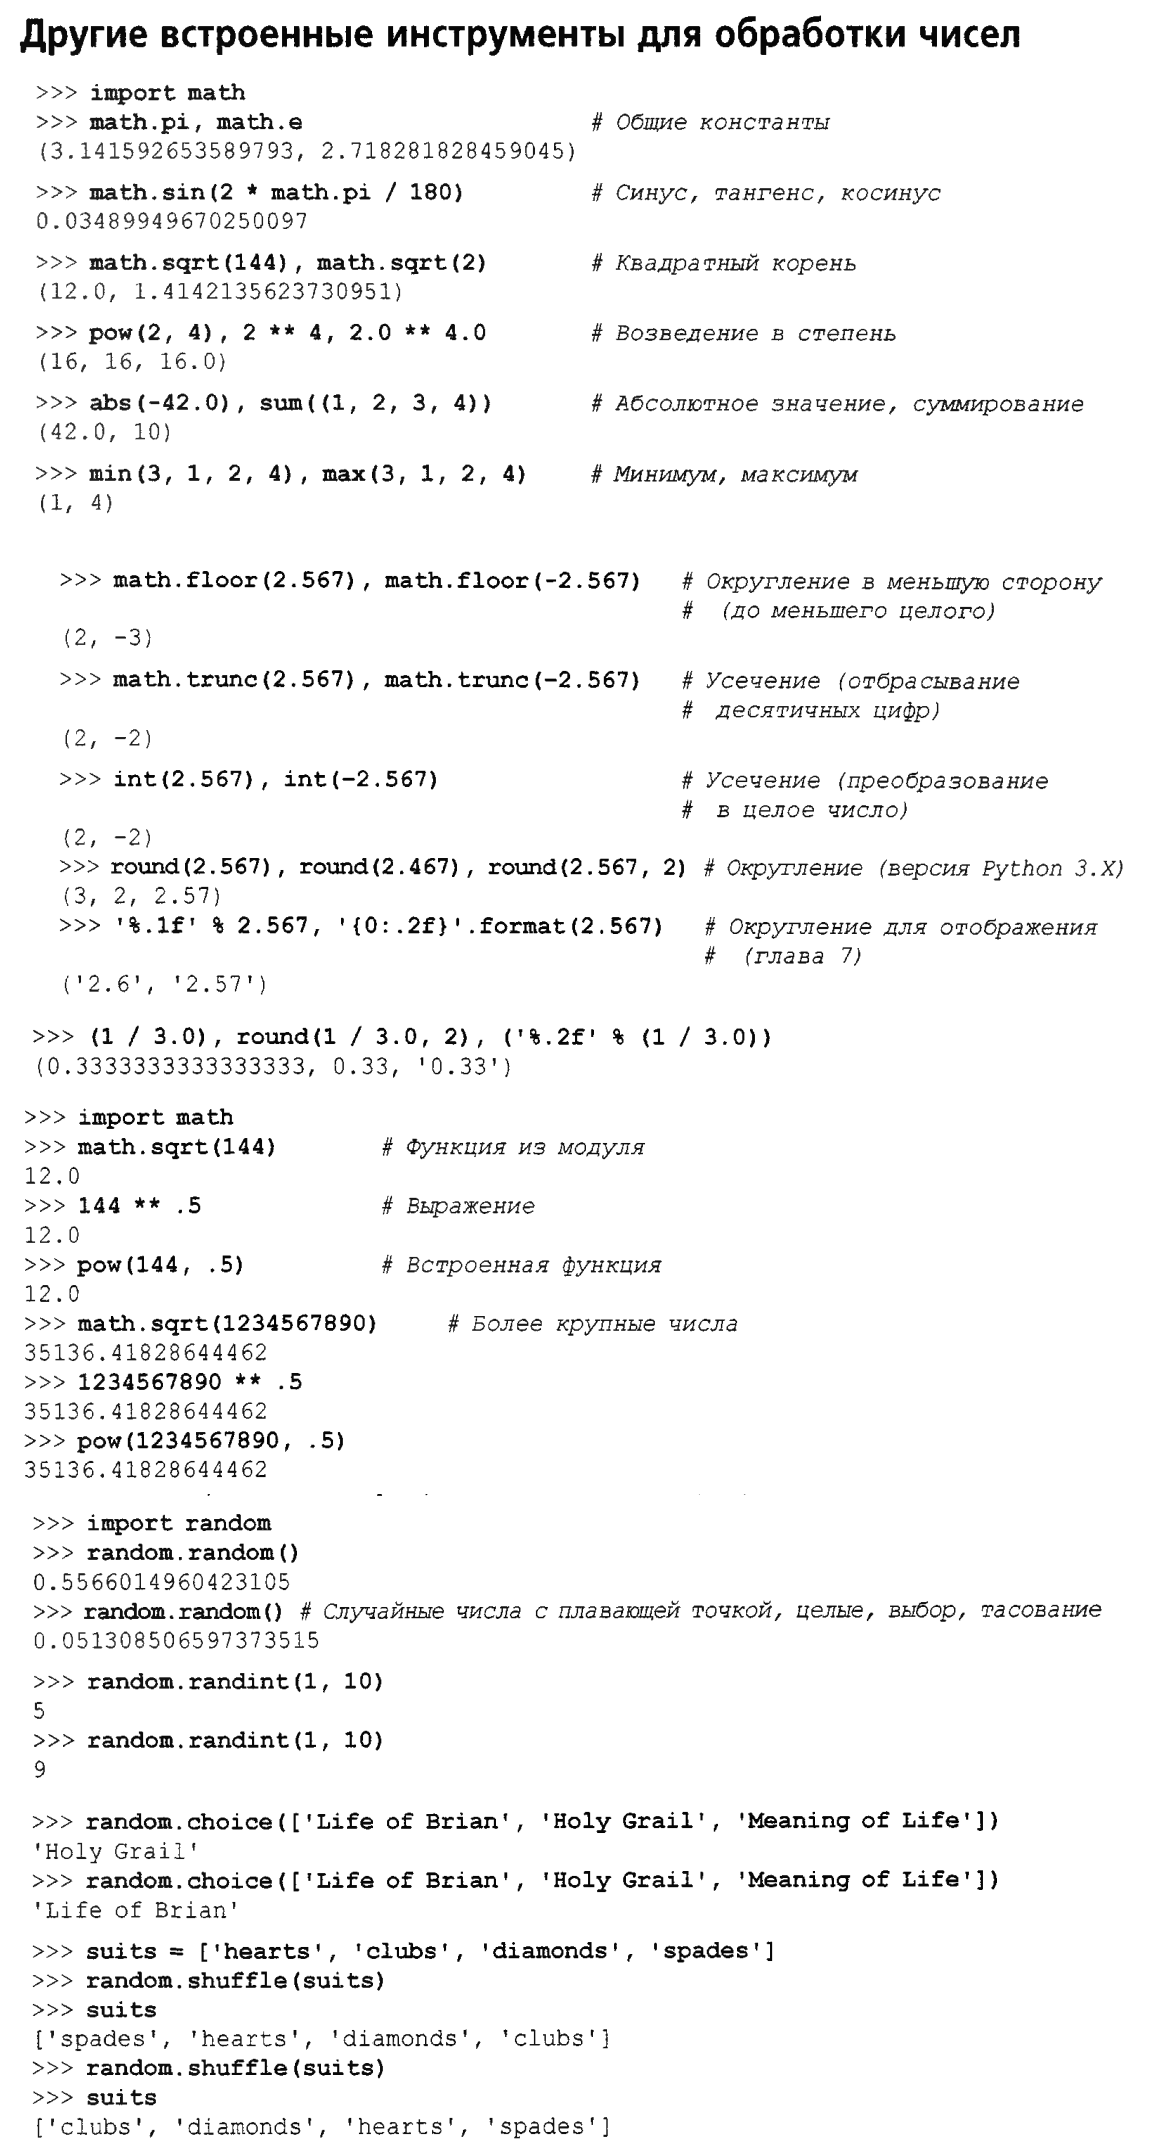 Другие встроенные инструменты для обработки чисел
>>> import math
>>> math.pi, math.e # Общие константы
(3.141592653589793, 2.718281828459045)
>>> math.sin(2 * math.pi / 180) # Синус, тангенс, косинус
0.03489949670250097
>>> math.sqrt(144), math.sqrt(2) # Квадратный корень
(12.0, 1.4142135623730951)
>>> pow(2, 4), 2 ** 4, 2.0 ** 4.0 # Возведение в степень
(16, 16, 16.0)
>>> abs(-42.0), sum((1, 2, 3, 4)) # Абсолютное значение, суммирование
(42.0, 10)
>>> min(3, 1, 2, 4), max(3, 1, 2, 4) # Минимум, максимум
(1, 4)
>>> math.floor(2.567), math.floor(-2.567) # Округление в меньшую сторону
# (до меньшего целого)
(2, -3)
>>> math.trunc(2.567), math.trunc(-2.567) # Усечение (отбрасывание
# десятичных цифр)
(2, -2)
>>> int(2.567), int(-2.567) # Усечение (преобразование
# в целое число)
(2, -2)
>>> round(2.567), round(2.467), round(2.567, 2) # Округление (версия Python 3.X)
(3, 2, 2.57)
>>> '%.1f' % 2.567, '{0:.2f}'.format(2.567) # Округление для отображения
# (глава 7)
('2.6', '2.57')
>>> (1 / 3.0), round(1 / 3.0, 2), ('%.2f' % (1 / 3.0))
(0.3333333333333333, 0.33, '0.33')
>>> import math
>>> math.sqrt(144) # Функция из модуля
12.0
>>> 144 ** .5 # Выражение
12.0
>>> pow(144, .5) # Встроенная функция
12.0
>>> math.sqrt(1234567890) # Более крупные числа
35136.41828644462
>>> 1234567890 ** .5
35136.41828644462
>>> pow(1234567890, .5)
35136.41828644462
>>> import random
>>> random.random()
0.5566014960423105
>>> random.random() # Случайные числа с плавающей точкой, целые, выбор, тасование
0.051308506597373515
>>> random.randint(1, 10)
5
>>> random.randint(1, 10)
9
>>> random.choice(['Life of Brian', 'Holy Grail', 'Meaning of Life'])
'Holy Grail'
>>> random.choice(['Life of Brian', 'Holy Grail', 'Meaning of Life'])
'Life of Brian'
>>> suits = ['hearts', 'clubs', 'diamonds', 'spades']
>>> random.shuffle(suits)
>>> suits
['spades', 'hearts', 'diamonds', 'clubs']
>>> random.shuffle(suits)
>>> suits
['clubs', 'diamonds', 'hearts', 'spades']